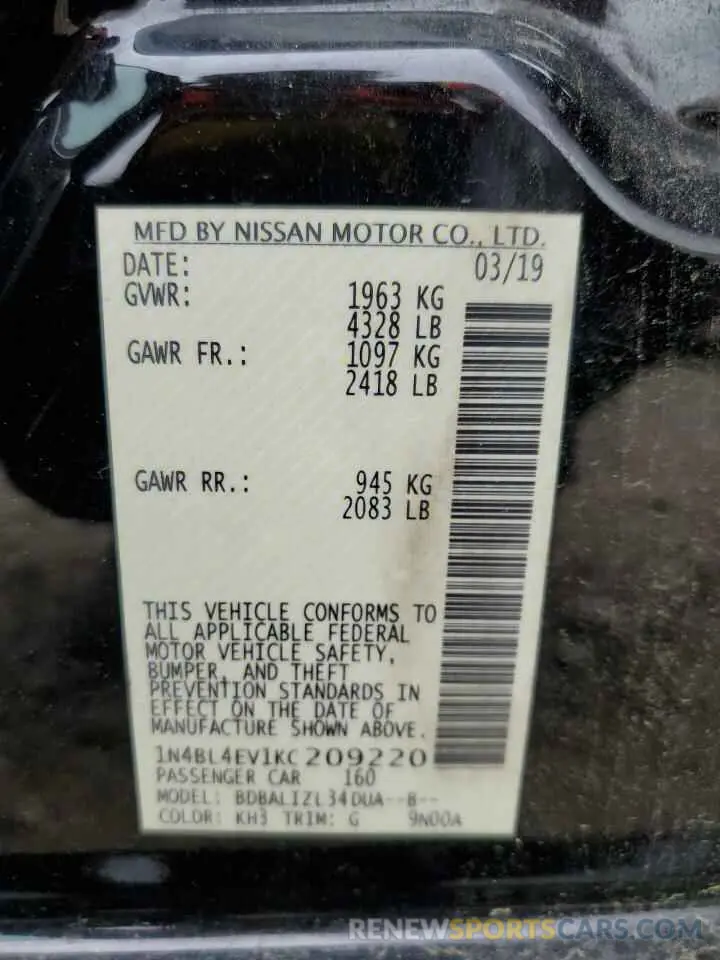 MFD BY NISSAN MOTOR CO., LTD.
DATE: 03/19
GVWR: 1963 KG
4328 LB
GAWR FR.: 1097 KG
2418 LB
GAWR RR.: 945 KG
2083 LB
THIS VEHICLE CONFORMS TO
ALL APPLICABLE FEDERAL
MOTOR VEHICLE SAFETY,
BUMPER, AND THEFT
PREVENTION STANDARDS IN
EFFECT ON THE DATE OF
MANUFACTURE SHOWN ABOVE.
1N4BL4EV1KC209220
PASSENGER CAR 160
MODEL: BDBALIZL34DUA--B--
COLOR: KH3 TRIM: G 9N00A
RENEWSPORTSCARS.COM